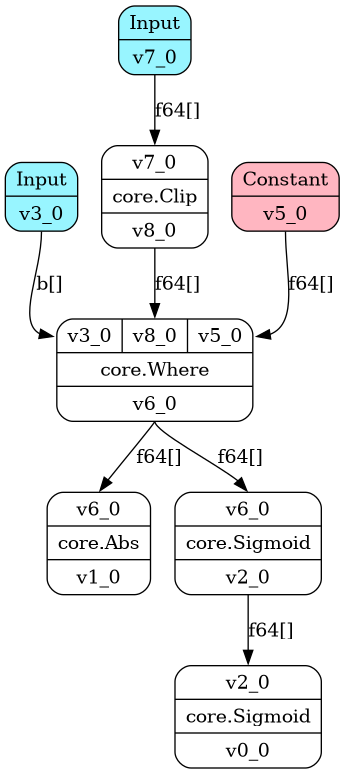 Input
v7_0
f64[]
Input
v3_0
v7_0
core.Clip
v8_0
Constant
v5_0
b[]
f64[]
f64[]
v3_0 v8_0 v5_0
core.Where
v6_0
f64[]
f64[]
v6_0
core.Abs
v1_0
v6_0
core.Sigmoid
v2_0
f64[]
v2_0
core.Sigmoid
v0_0